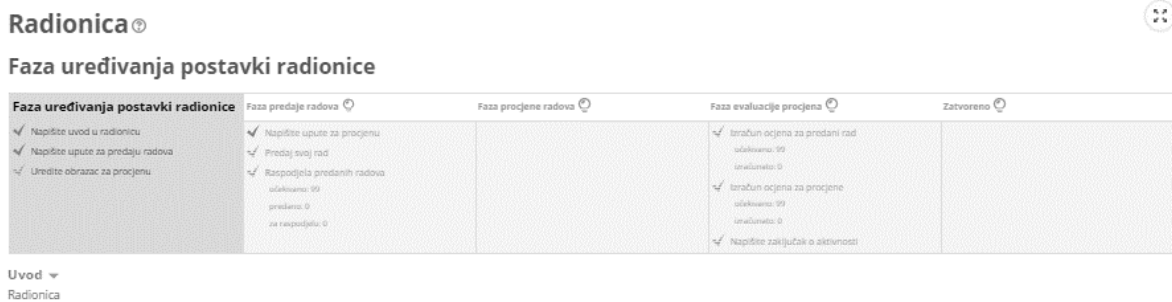 Radionica
Faza uređivanja postavki radionice
Faza uređivanja postavki radionice
Napišite uvod u radionicu
Napišite upute za predaju radova
Uredite obrazac za procjenu
Faza predaje radova
Napišite upute za procjenu
Predaj svoj rad
Raspodjela predanih radova
očekivano: 99
predano: 0
za raspodjelu: 0
Faza procjene radova
Faza evaluacije procjena
Izračun ocjena za predani rad
očekivano: 99
izračunato: 0
Izračun ocjena za procjene
očekivano: 99
izračunato: 0
Napišite zaključak o aktivnosti
Zatvoreno
Uvod
Radionica